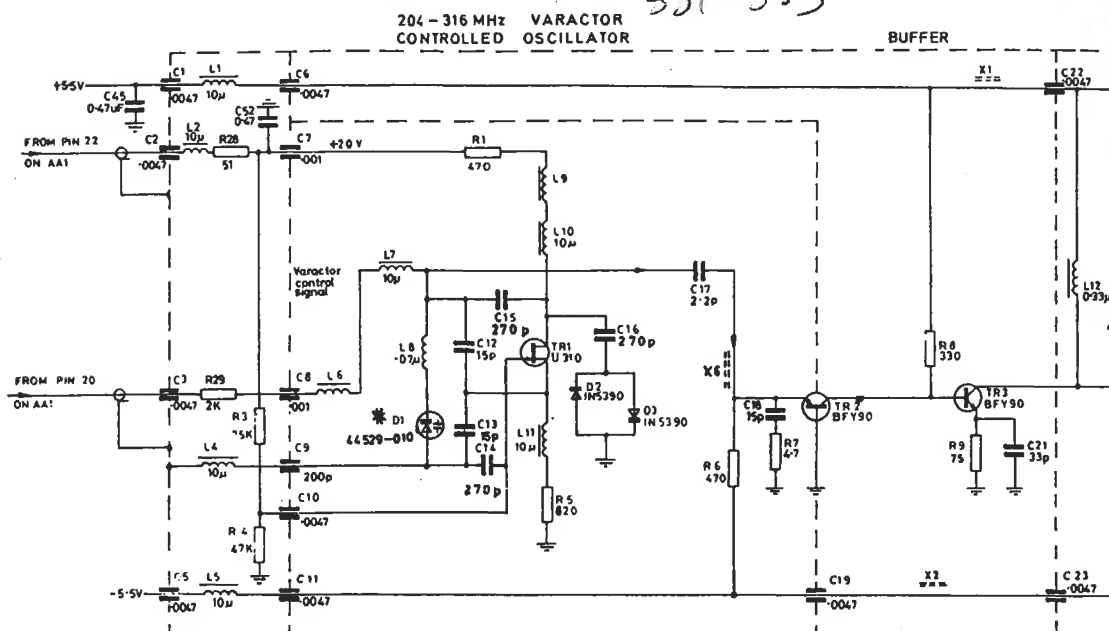 204-316 MHz VARACTOR
CONTROLLED OSCILLATOR
BUFFER
+5·5V
C1
·0047
L1
10µ
C6
·0047
X1
C22
·0047
C45
0·47uF
C52
0·47
FROM PIN 22
ON AA1
C2
·0047
L2
10µ
R28
51
C7
·001
+20V
R1
470
L9
L10
10µ
L7
10µ
Varactor
control
signal
C17
2·2p
L12
0·33µ
C15
270p
C16
270p
C12
15p
L8
·07µ
TR1
U310
R8
330
X6
FROM PIN 20
ON AA1
C3
·0047
R29
2K
C8
·001
L6
D2
IN5390
D3
IN5390
C18
15p
TR2
BFY90
TR3
BFY90
R3
75K
* D1
44529-010
C13
15p
L11
10µ
R7
4·7
R9
75
C21
33p
L4
10µ
C9
200p
C14
270p
R6
470
R5
820
C10
·0047
R4
47K
-5·5V
C5
·0047
L5
10µ
C11
·0047
C19
·0047
X2
C23
·0047